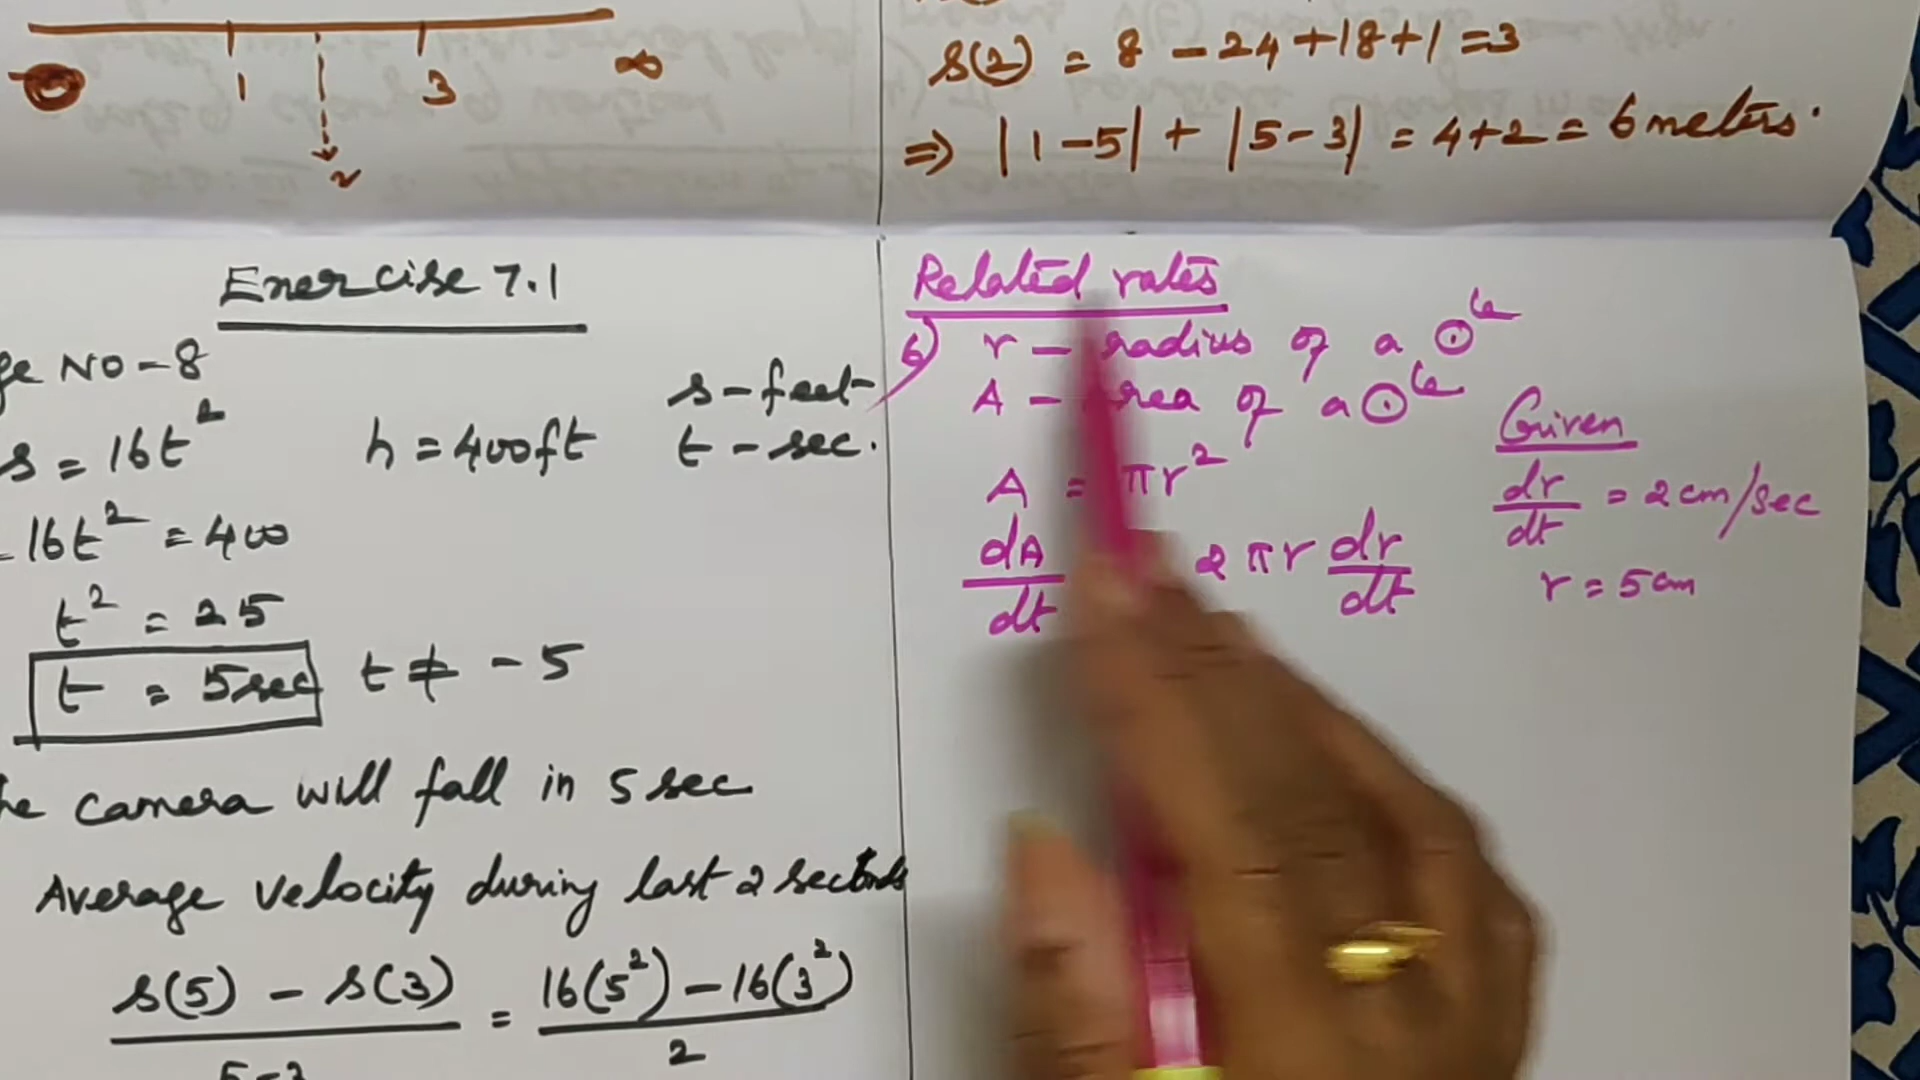 1 3 ∞
2
s(2) = 8 - 24 + 18 + 1 = 3
⇒ |1-5| + |5-3| = 4+2 = 6 meters.
Exercise 7.1
NO-8
s = 16t² h = 400ft s-feet
t - sec.
16t² = 400
t² = 25
t = 5sec t ≠ -5
camera will fall in 5 sec
Average velocity during last 2 seconds
s(5) - s(3) = 16(5²) - 16(3²)
2
Related rates
6) r - radius of a ⊙le
A - Area of a ⊙le
A = πr²
dA/dt 2πr dr/dt
Given
dr/dt = 2cm/sec
r = 5cm